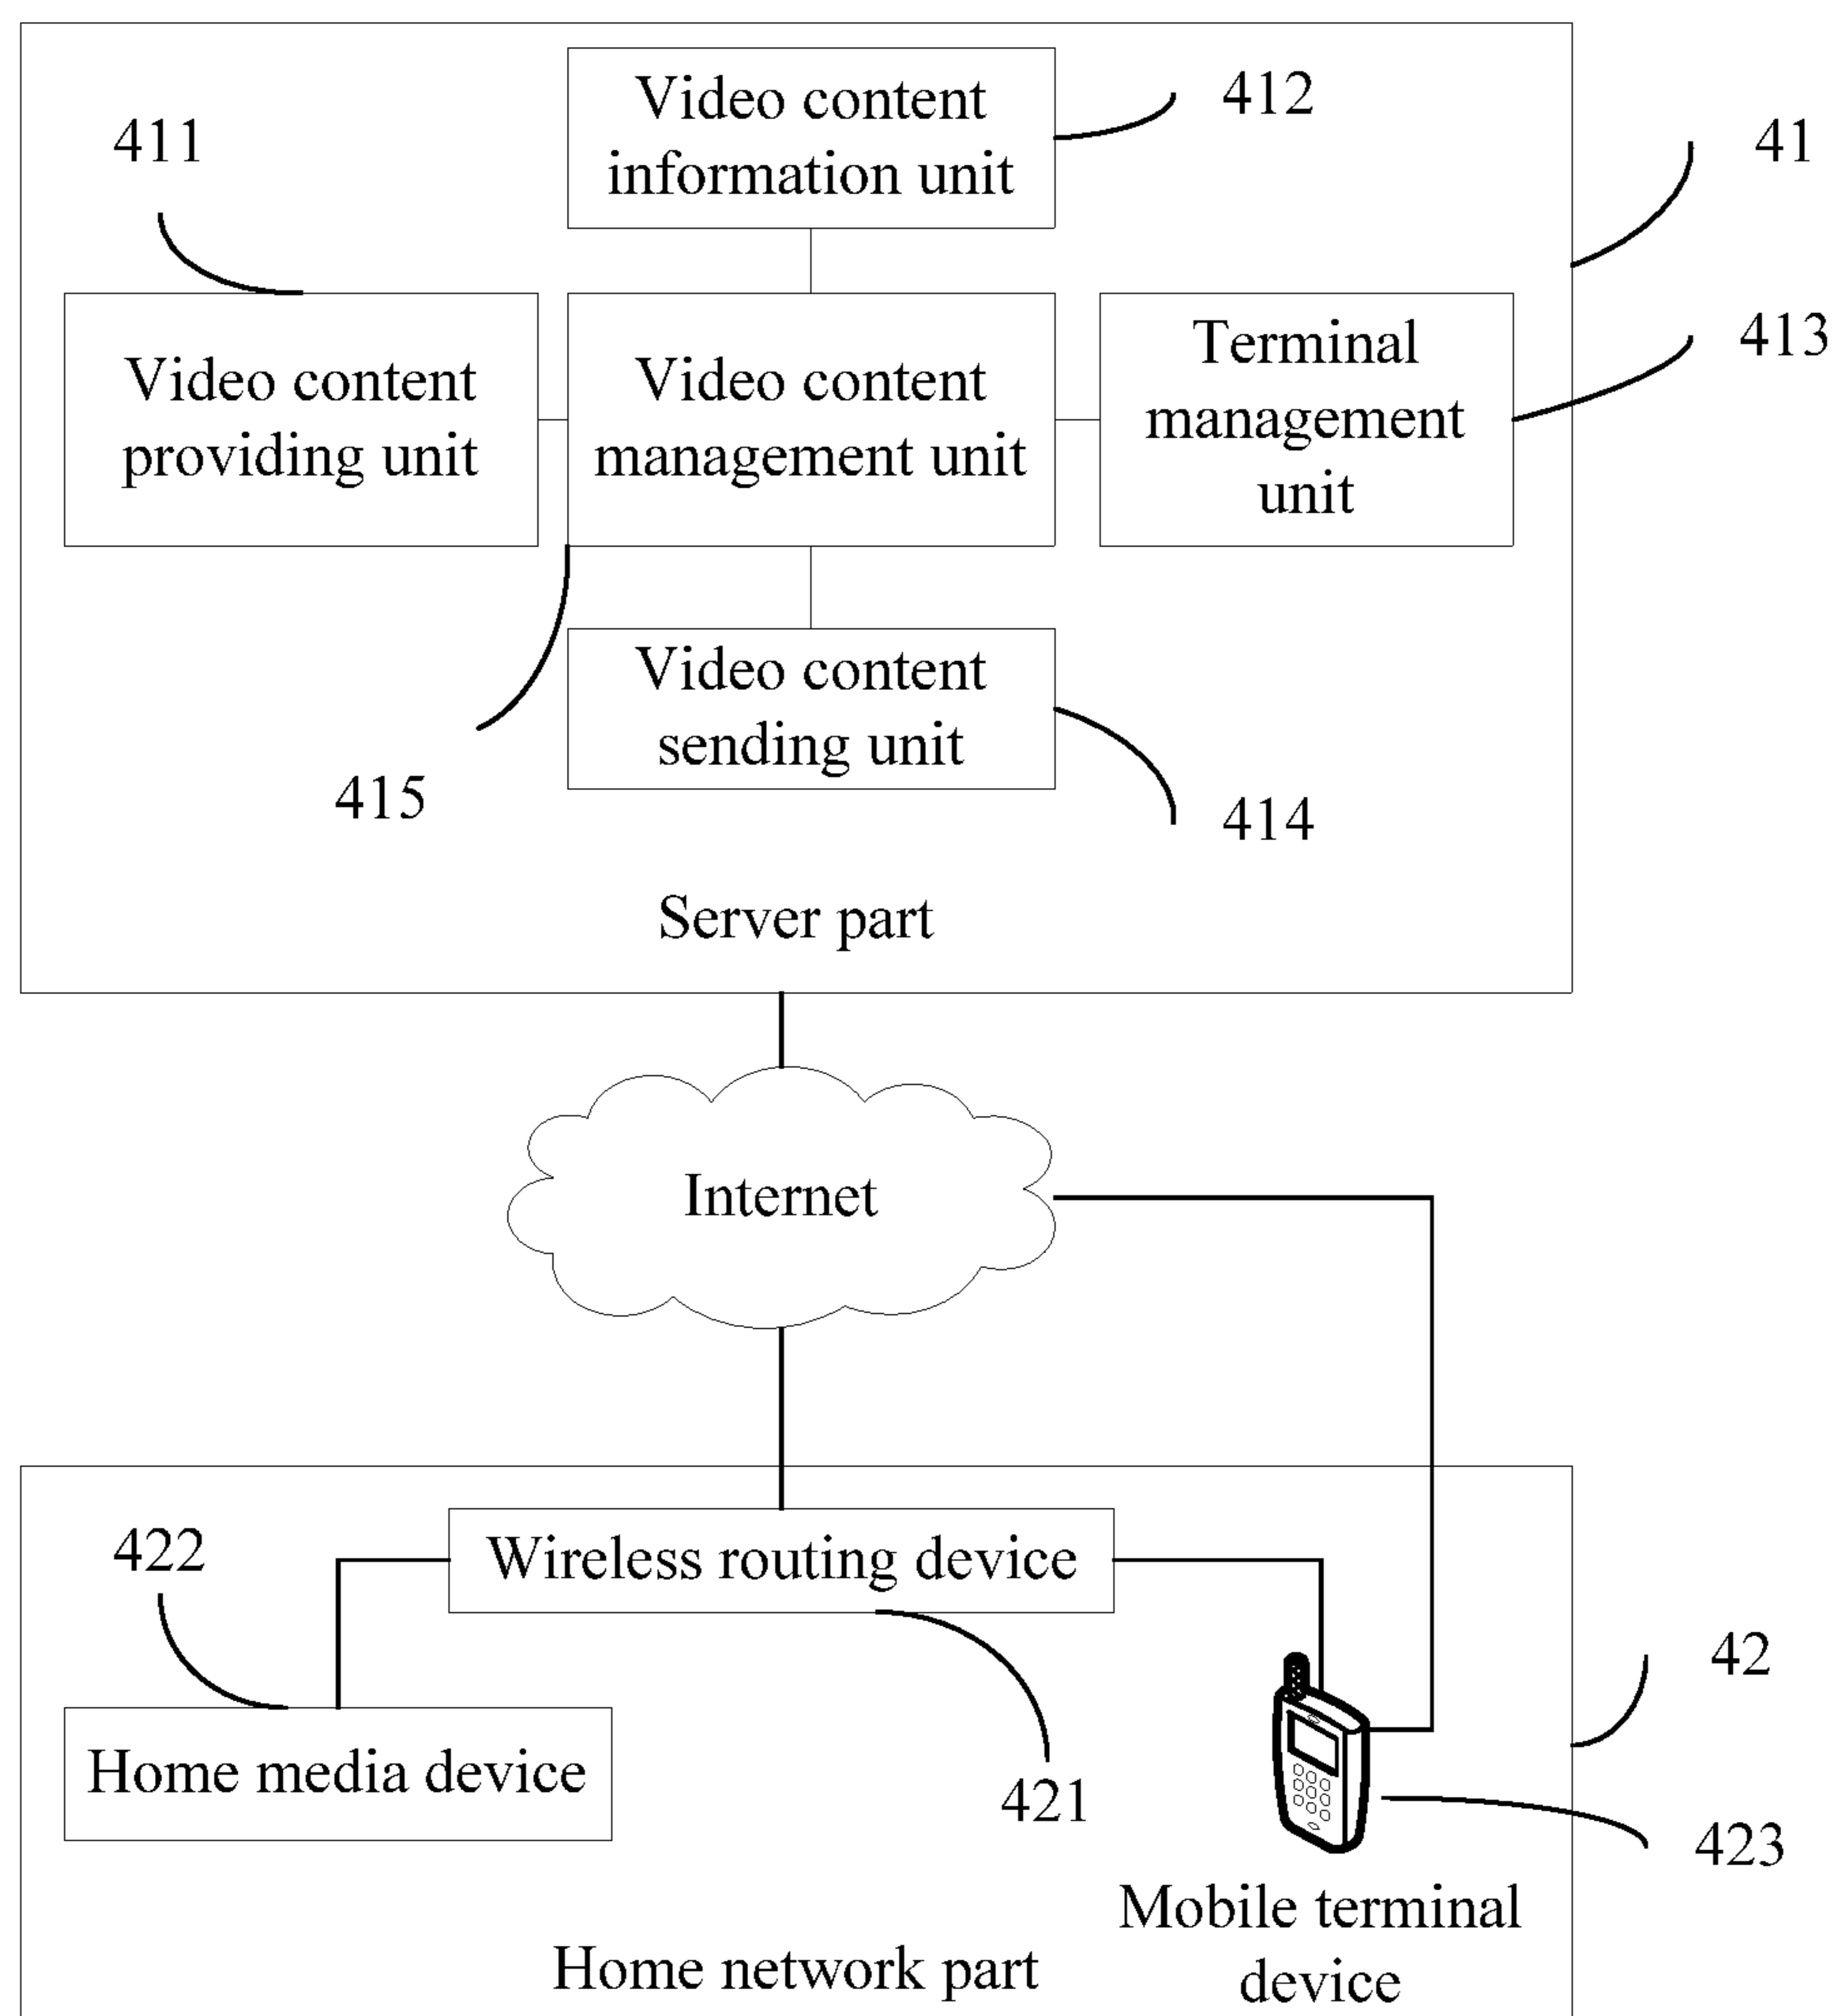 Video content
information unit
412
41
411
Video content
providing unit
Video content
management unit
Terminal
management
unit
413
Video content
sending unit
415
414
Server part
Internet
422
Wireless routing device
42
Home media device
421
423
Mobile terminal
device
Home network part